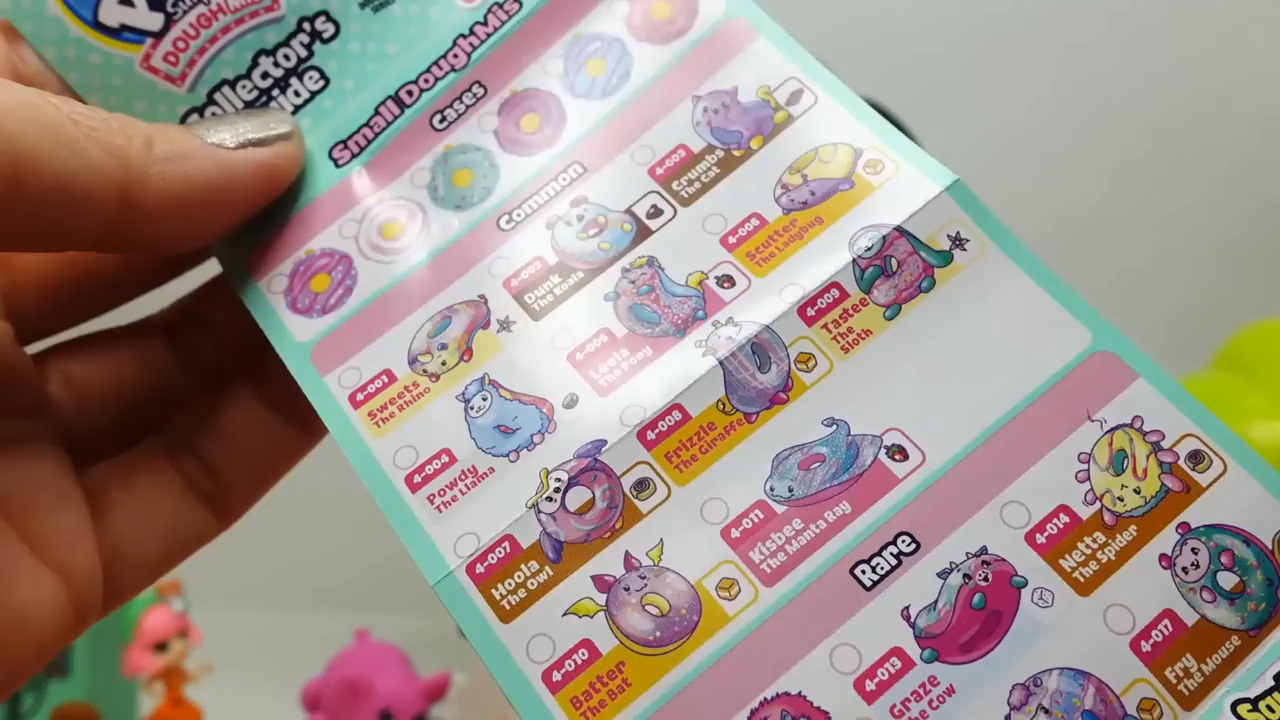 DOUGHMIS
Collector's
Small DoughMis
Cases
Common
4-001
Sweets
The Rhino
4-002
Dunk
The Koala
4-003
Crumbs
The Cat
4-004
Powdy
The Llama
4-005
Leela
The Pony
4-006
Scutter
The Ladybug
4-007
Hoola
The Owl
4-008
Frizzle
The Giraffe
4-009
Tastee
The
Sloth
4-010
Batter
The Bat
4-011
Kisbee
The Manta Ray
Rare
4-013
Graze
The Cow
4-014
Netta
The Spider
4-017
Fry
The Mouse